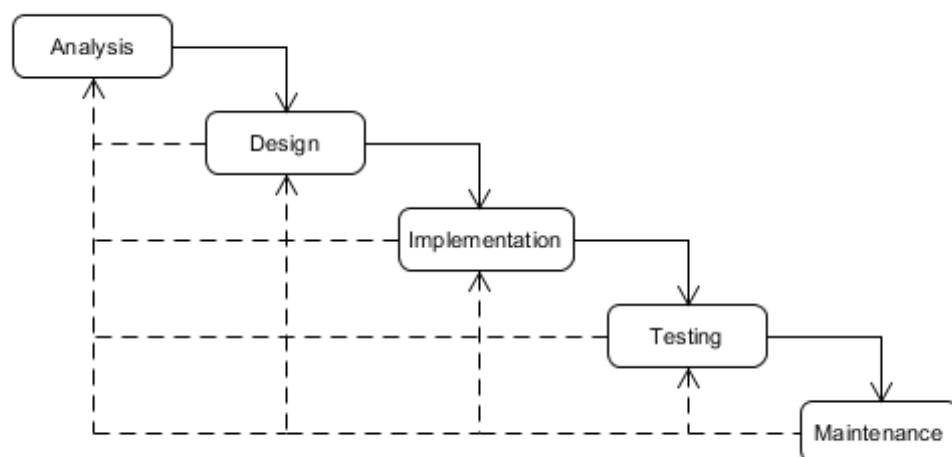 Analysis
Design
Implementation
Testing
Maintenance